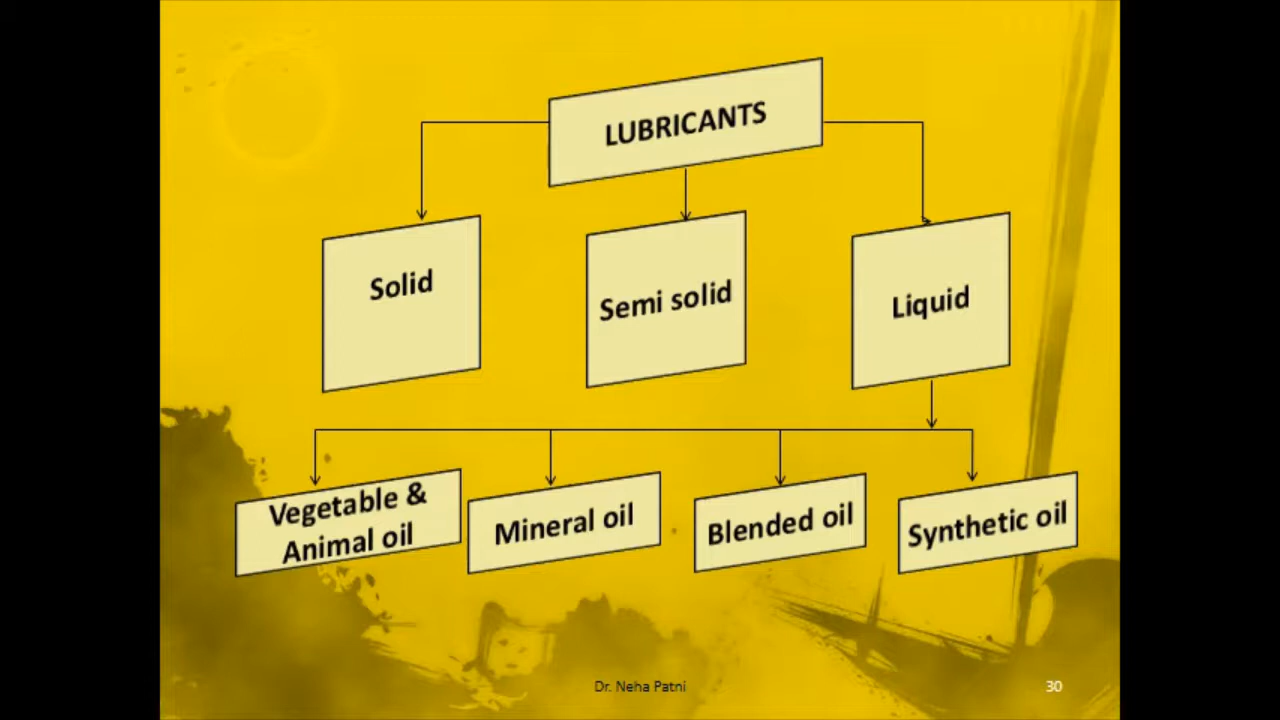 LUBRICANTS
Solid
Semi solid
Liquid
Vegetable &
Animal oil
Mineral oil
Blended oil
Synthetic oil
Dr. Neha Patni
30